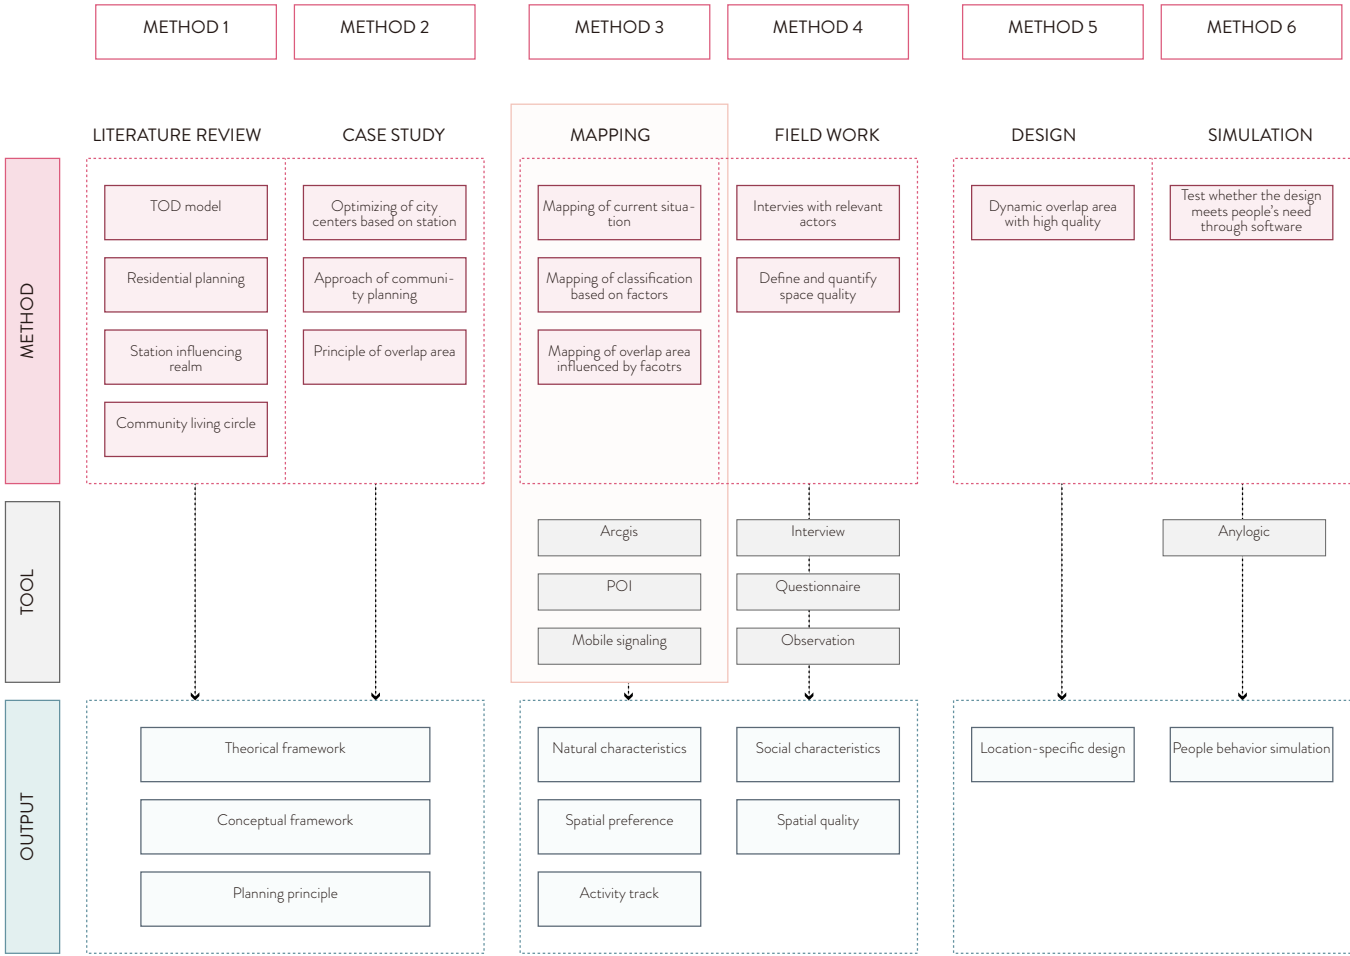 METHOD 1
METHOD 2
METHOD 3
METHOD 4
METHOD 5
METHOD 6
LITERATURE REVIEW
CASE STUDY
MAPPING
FIELD WORK
DESIGN
SIMULATION
METHOD
TOD model
Residential planning
Station influencing
realm
Community living circle
Optimizing of city
centers based on station
Approach of communi-
ty planning
Principle of overlap area
Mapping of current situa-
tion
Mapping of classification
based on factors
Mapping of overlap area
influenced by facotrs
Intervies with relevant
actors
Define and quantify
space quality
Dynamic overlap area
with high quality
Test whether the design
meets people's need
through software
TOOL
Arcgis
POI
Mobile signaling
Interview
Questionnaire
Observation
Anylogic
OUTPUT
Theorical framework
Conceptual framework
Planning principle
Natural characteristics
Spatial preference
Activity track
Social characteristics
Spatial quality
Location-specific design
People behavior simulation